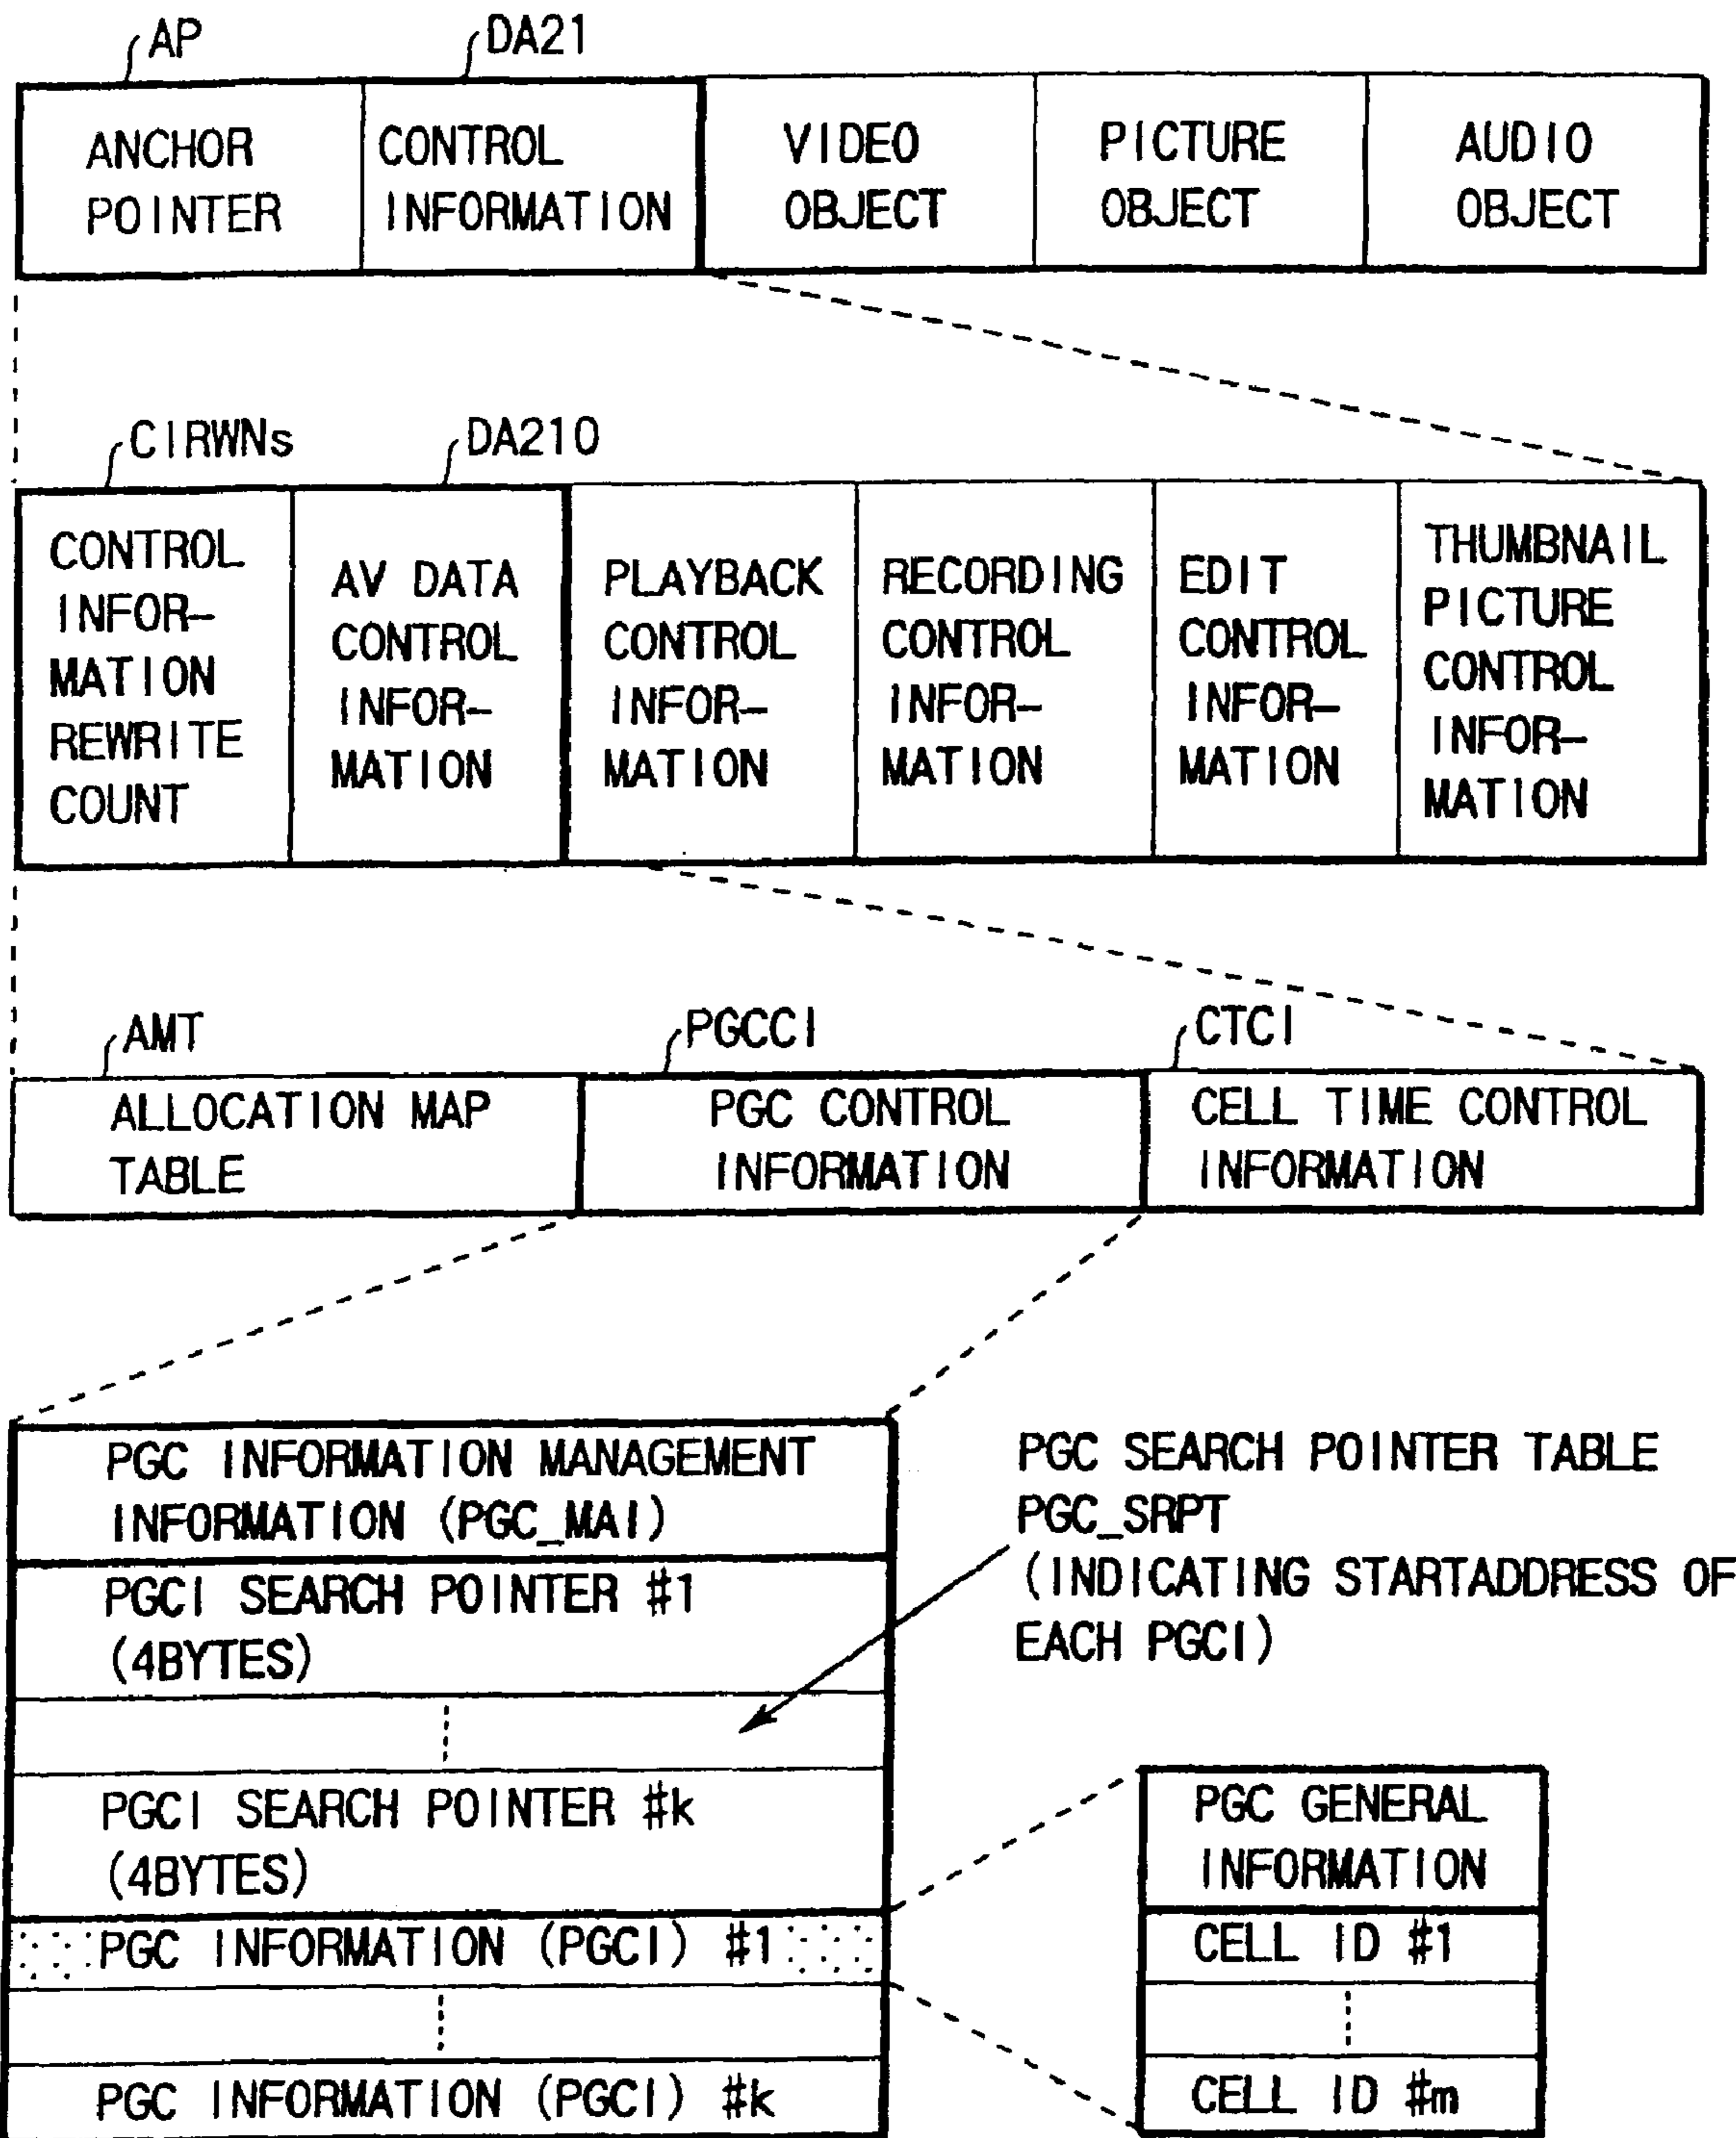 AP
DA21
ANCHOR
POINTER
CONTROL
INFORMATION
VIDEO
OBJECT
PICTURE
OBJECT
AUDIO
OBJECT
CIRWNs
DA210
CONTROL
INFOR-
MATION
REWRITE
COUNT
AV DATA
CONTROL
INFOR-
MATION
PLAYBACK
CONTROL
INFOR-
MATION
RECORDING
CONTROL
INFOR-
MATION
EDIT
CONTROL
INFOR-
MATION
THUMBNAIL
PICTURE
CONTROL
INFOR-
MATION
AMT
PGCCI
CTCI
ALLOCATION MAP
TABLE
PGC CONTROL
INFORMATION
CELL TIME CONTROL
INFORMATION
PGC INFORMATION MANAGEMENT
INFORMATION (PGC_MAI)
PGCI SEARCH POINTER #1
(4BYTES)
PGCI SEARCH POINTER #k
(4BYTES)
PGC INFORMATION (PGCI) #1
PGC INFORMATION (PGCI) #k
PGC SEARCH POINTER TABLE
PGC_SRPT
(INDICATING STARTADDRESS OF
EACH PGCI)
PGC GENERAL
INFORMATION
CELL ID #1
CELL ID #m